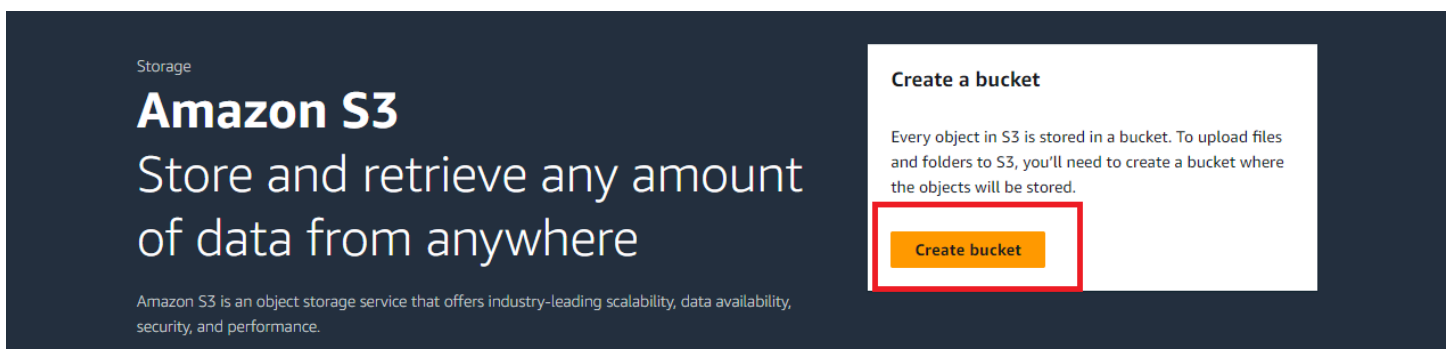 Storage
Amazon S3
Store and retrieve any amount
of data from anywhere
Amazon S3 is an object storage service that offers industry-leading scalability, data availability,
security, and performance.
Create a bucket
Every object in S3 is stored in a bucket. To upload files
and folders to S3, you'll need to create a bucket where
the objects will be stored.
Create bucket